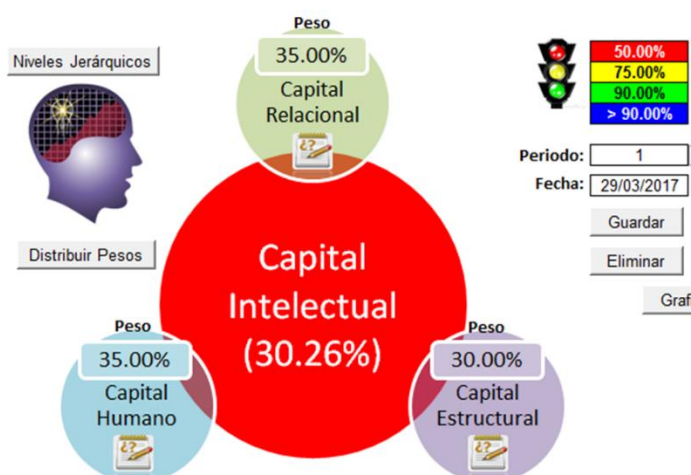 Peso
35.00%
Capital
Relacional
Niveles Jerárquicos
50.00%
75.00%
90.00%
> 90.00%
Periodo: 1
Fecha: 29/03/2017
Guardar
Eliminar
Distribuir Pesos
Capital
Intelectual
(30.26%)
Peso
35.00%
Capital
Humano
¿?
Peso
30.00%
Capital
Estructural
¿?
¿?